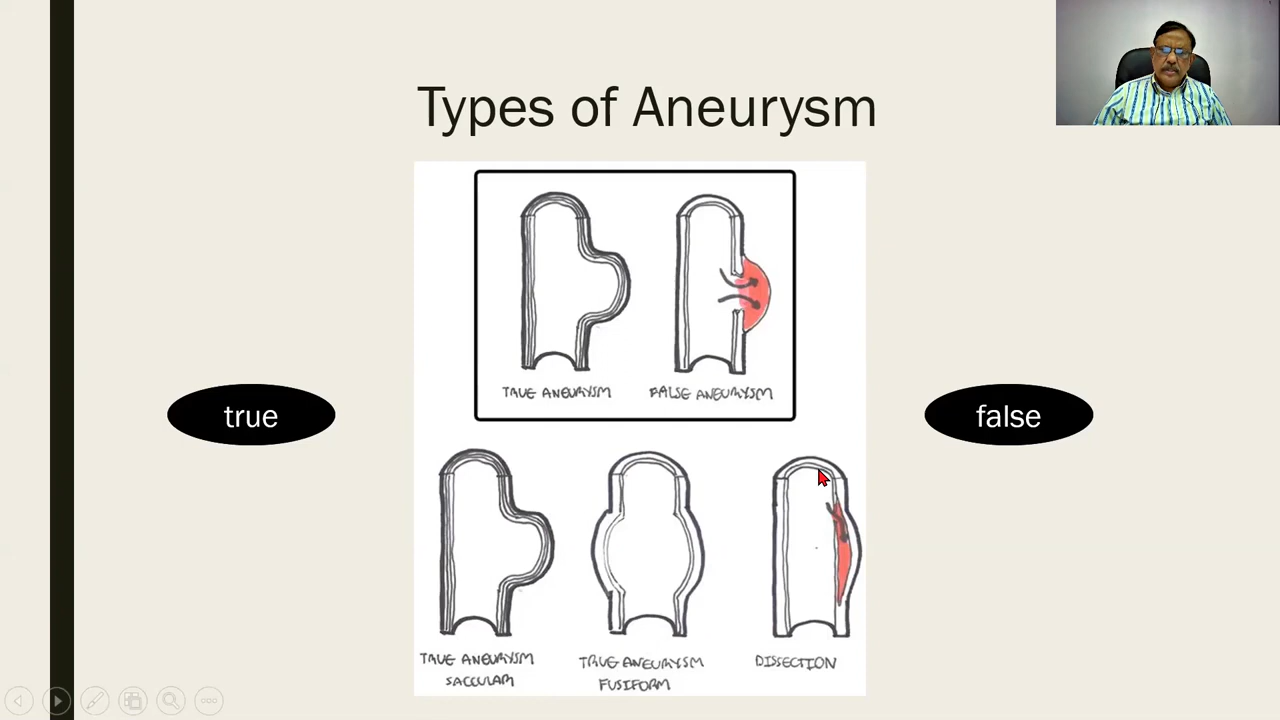 Types of Aneurysm
TRUE ANEURYSM
FALSE ANEURYSM
true
false
TRUE ANEURYSM
SACCULAR
TRUE ANEURYSM
FUSIFORM
DISSECTION